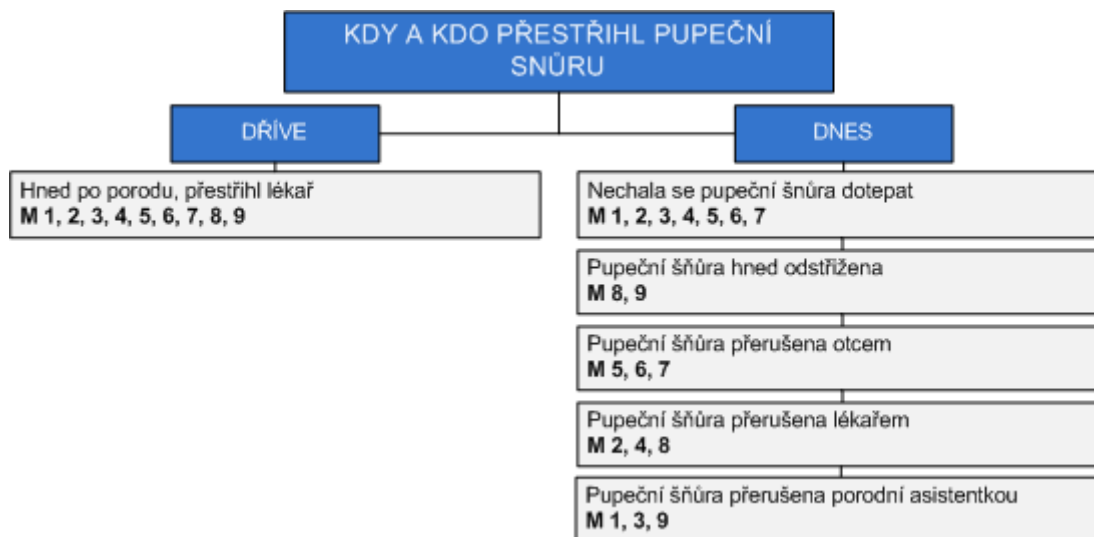 KDY A KDO PŘESTŘIHL PUPEČNÍ
SNŮRU
DŘÍVE
Hned po porodu, přestřihl lékař
M 1, 2, 3, 4, 5, 6, 7, 8, 9
DNES
Nechala se pupeční šnůra dotepat
M 1, 2, 3, 4, 5, 6, 7
Pupeční šňůra hned odstřižena
M 8, 9
Pupeční šňůra přerušena otcem
M 5, 6, 7
Pupeční šňůra přerušena lékařem
M 2, 4, 8
Pupeční šňůra přerušena porodní asistentkou
M 1, 3, 9